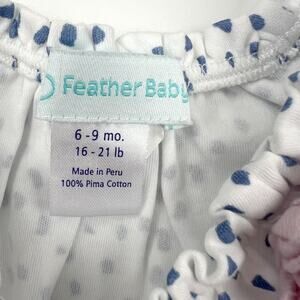 Feather Baby
6 - 9 mo.
16 - 21 lb
Made in Peru
100% Pima Cotton